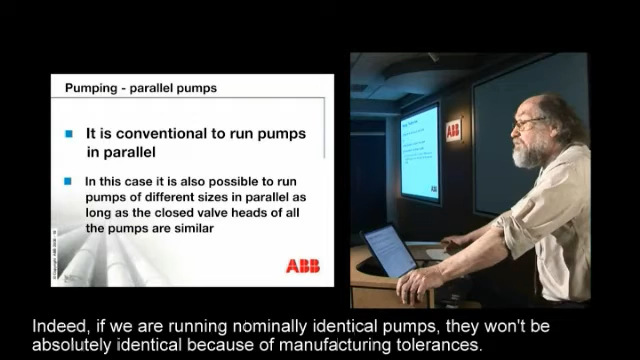 Pumping - parallel pumps
It is conventional to run pumps
in parallel
In this case it is also possible to run
pumps of different sizes in parallel as
long as the closed valve heads of all
the pumps are similar
ABB
ABB
Indeed, if we are running nominally identical pumps, they won't be
absolutely identical because of manufacturing tolerances.